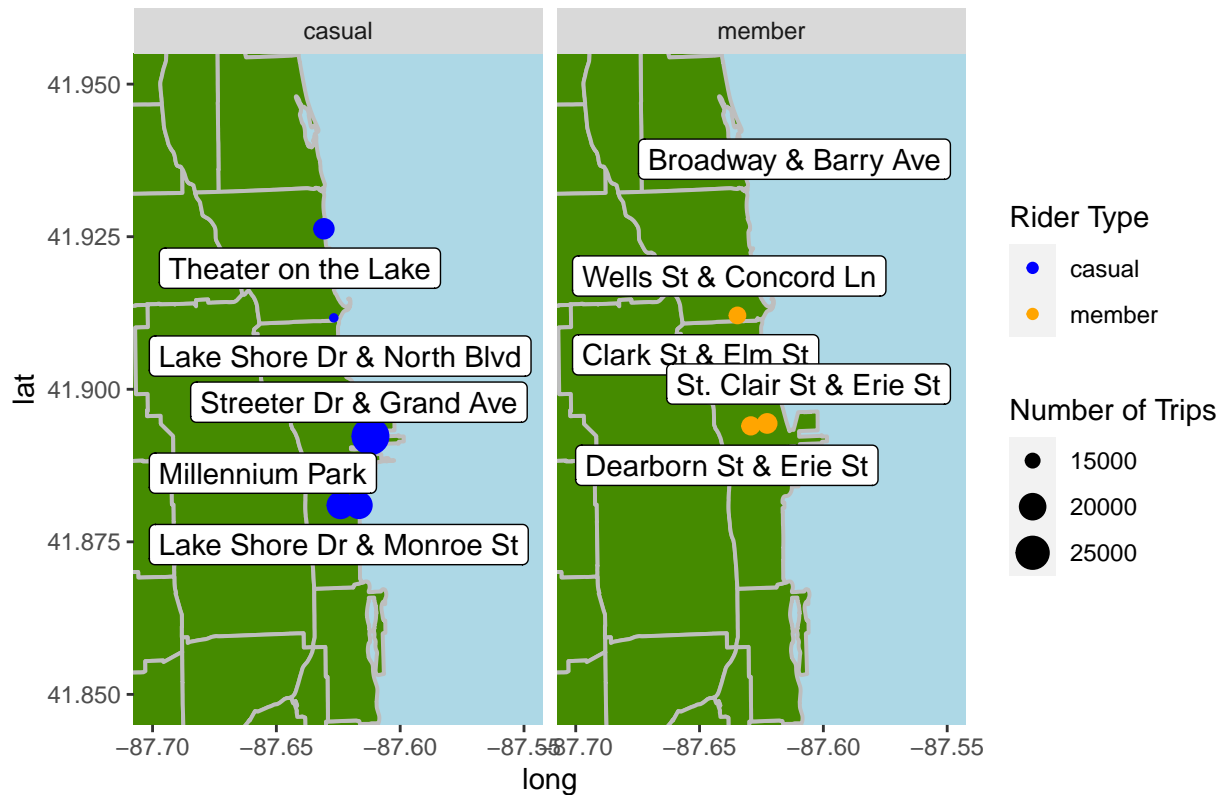 casual
member
41.950
41.925
41.900
41.875
41.850
lat
Theater on the Lake
Lake Shore Dr & North Blvd
Streeter Dr & Grand Ave
Millennium Park
Lake Shore Dr & Monroe St
Broadway & Barry Ave
Wells St & Concord Ln
Clark St & Elm St
St. Clair St & Erie St
Dearborn St & Erie St
−87.70
−87.65
−87.60
−87.55
−87.70
−87.65
−87.60
−87.55
long
Rider Type
casual
member
Number of Trips
15000
20000
25000